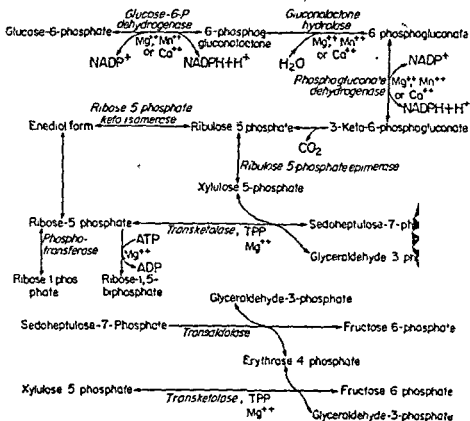 Glucose-6-P
dehydrogenase
Gluconolactone
hydrolase
Glucose-6-phosphate
6-phosphog
gluconolactone
6 phosphogluconate
Mg⁺⁺, Mn⁺⁺
or Ca⁺⁺
NADP⁺
NADPH+H⁺
H₂O
Mg⁺⁺, Mn⁺⁺
or Ca⁺⁺
NADP⁺
Phosphogluconate
dehydrogenase
Mg⁺⁺, Mn⁺⁺
or Ca⁺⁺
NADPH+H⁺
Ribose 5 phosphate
keto isomerase
Enediol form
Ribulose 5 phosphate
3-Keto-6-phosphogluconate
CO₂
Ribulose 5-phosphate epimerase
Xylulose 5-phosphate
Ribose-5 phosphate
Transketolase, TPP
Mg⁺⁺
Sedoheptulosa-7-ph
Glyceraldehyde 3 ph
Phospho-
transferase
ATP
Mg⁺⁺
ADP
Ribose 1 phos
phate
Ribose-1,5-
biphosphate
Glyceraldehyde-3-phosphate
Sedoheptulosa-7-Phosphate
Transaldolase
Fructose 6-phosphate
Erythrose 4 phosphate
Xylulose 5 phosphate
Transketolase, TPP
Mg⁺⁺
Fructose 6 phosphate
Glyceraldehyde-3-phosphate